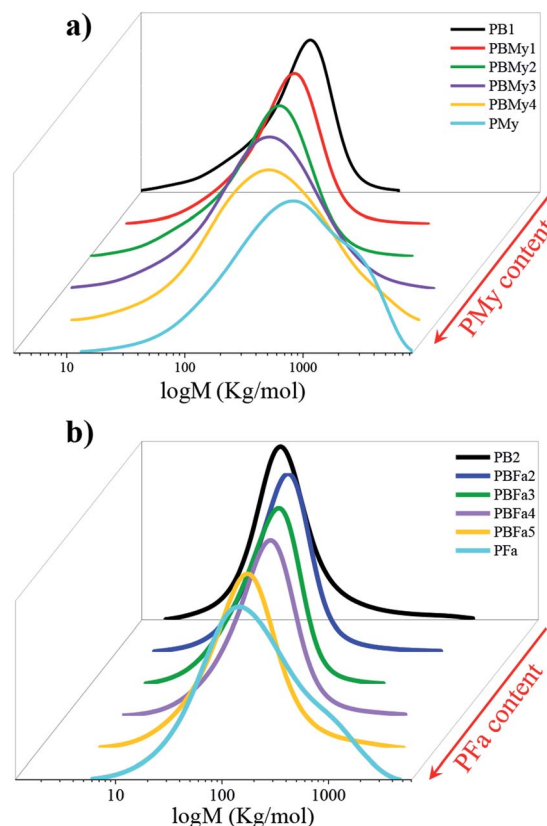 a)
PB1
PBMy1
PBMy2
PBMy3
PBMy4
PMy
PMy content
10
100
1000
logM (Kg/mol)
b)
PB2
PBFa2
PBFa3
PBFa4
PBFa5
PFa
PFa content
10
100
1000
logM (Kg/mol)